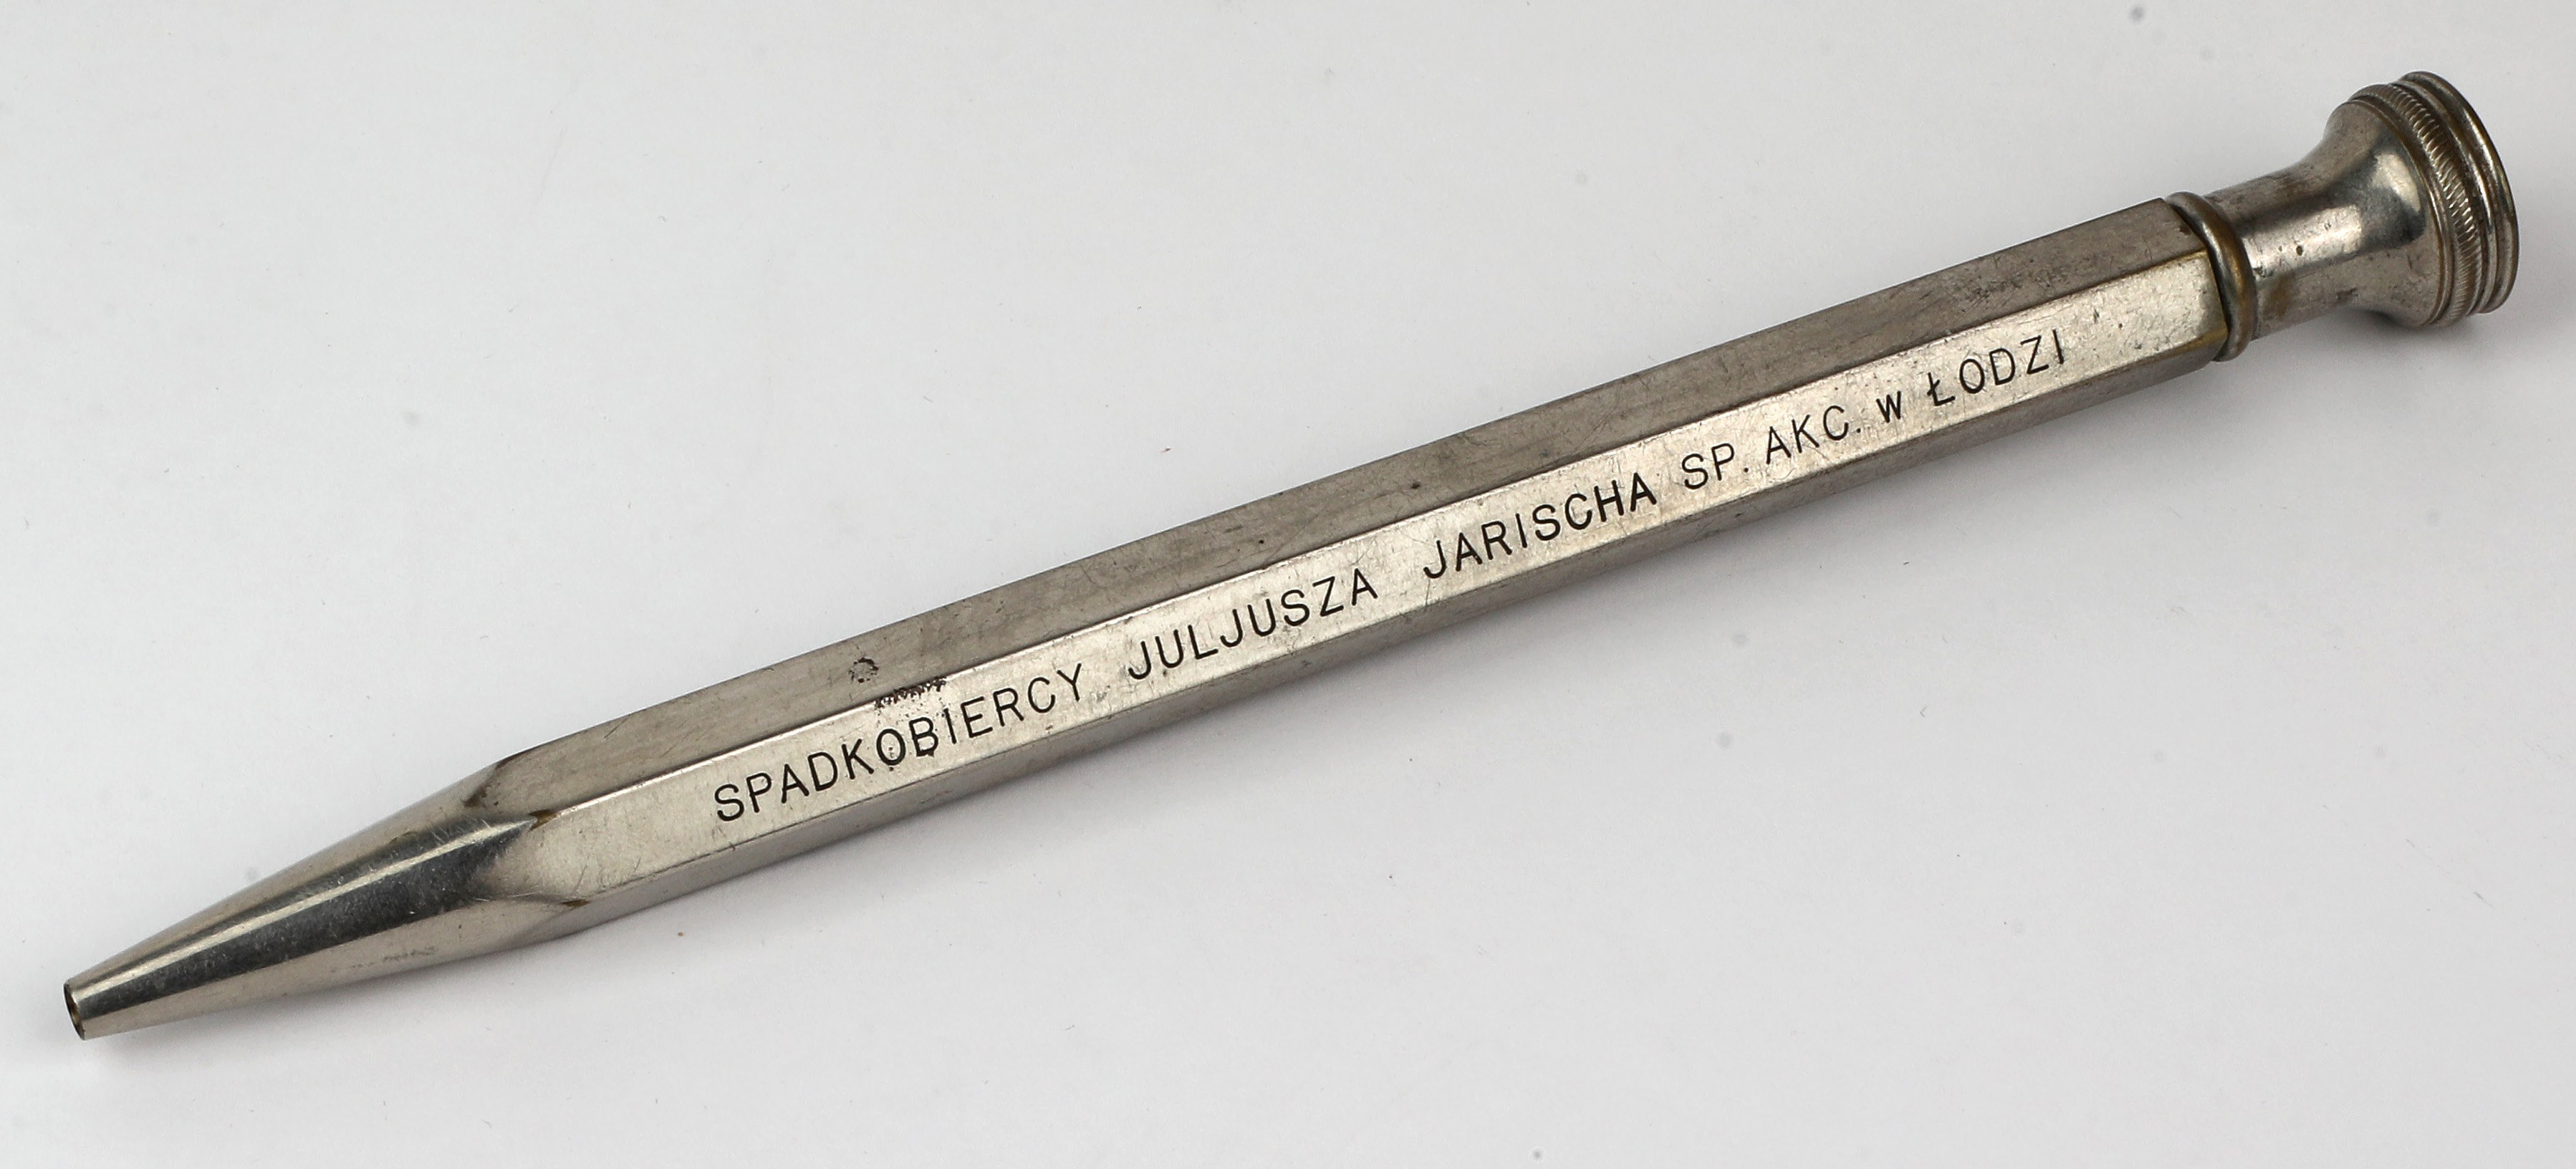 SPADKOBIERCY JULJUSZA JARISCHA SP. AKC. W ŁODZI